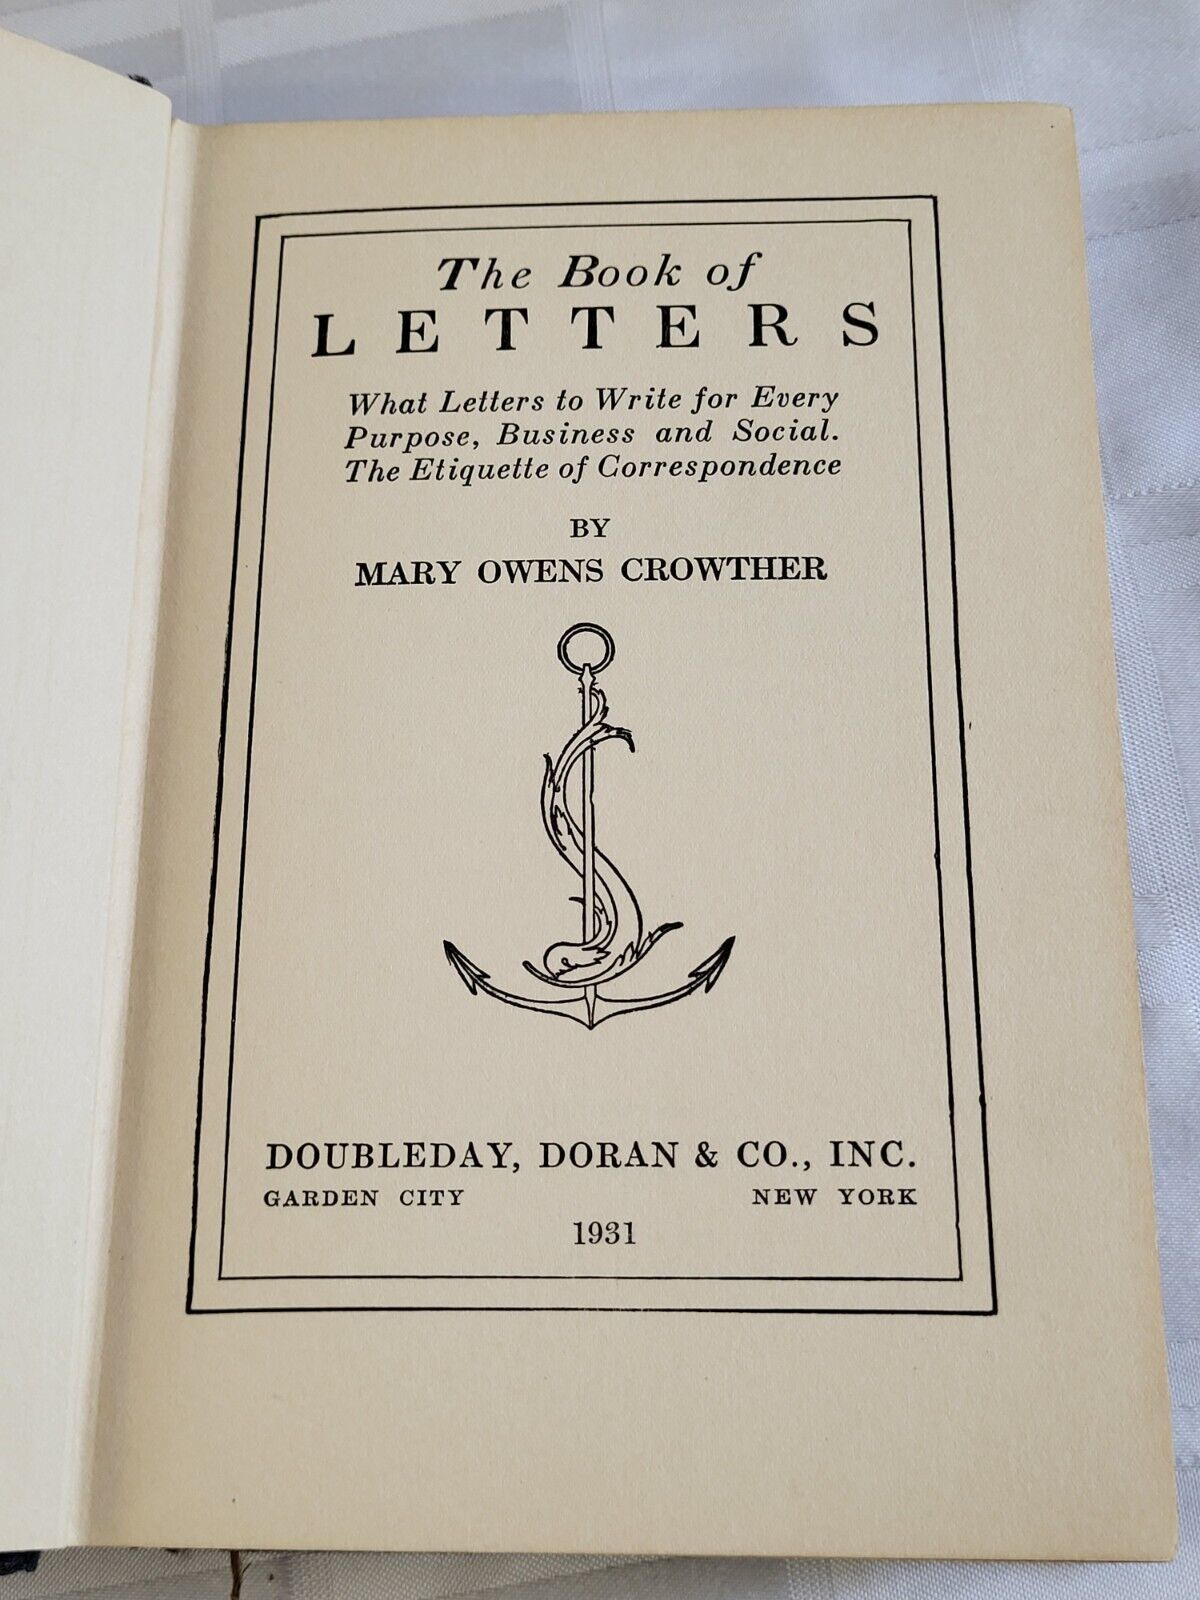 The Book of
LETTERS
What Letters to Write for Every
Purpose, Business and Social.
The Etiquette of Correspondence
BY
MARY OWENS CROWTHER
DOUBLEDAY, DORAN & CO., INC.
GARDEN CITY NEW YORK
1931